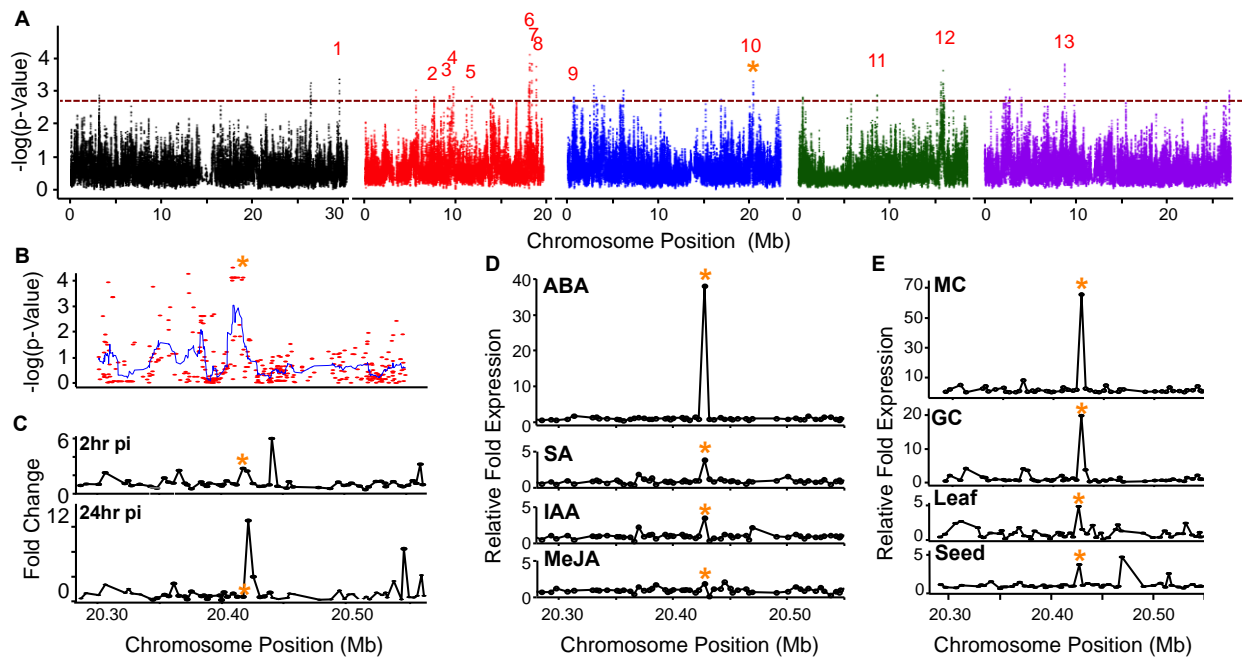 A
-log(p-Value)
4
3
2
1
0
1
2
3
4
5
6
7
8
9
10
*
11
12
13
0 10 20 30 0 10 20 0 10 20 0 10 0 10 20
Chromosome Position (Mb)
B
-log(p-Value)
4
3
2
1
0
*
C
Fold Change
2hr pi
6
0
*
24hr pi
12
0
*
20.30 20.40 20.50
Chromosome Position (Mb)
D
Relative Fold Expression
ABA
40
30
20
10
0
*
SA
5
0
*
IAA
5
0
*
MeJA
5
0
*
20.30 20.40 20.50
Chromosome Position (Mb)
E
Relative Fold Expression
MC
70
50
30
10
*
GC
20
10
0
*
Leaf
5
0
*
Seed
5
0
*
20.30 20.40 20.50
Chromosome Position (Mb)